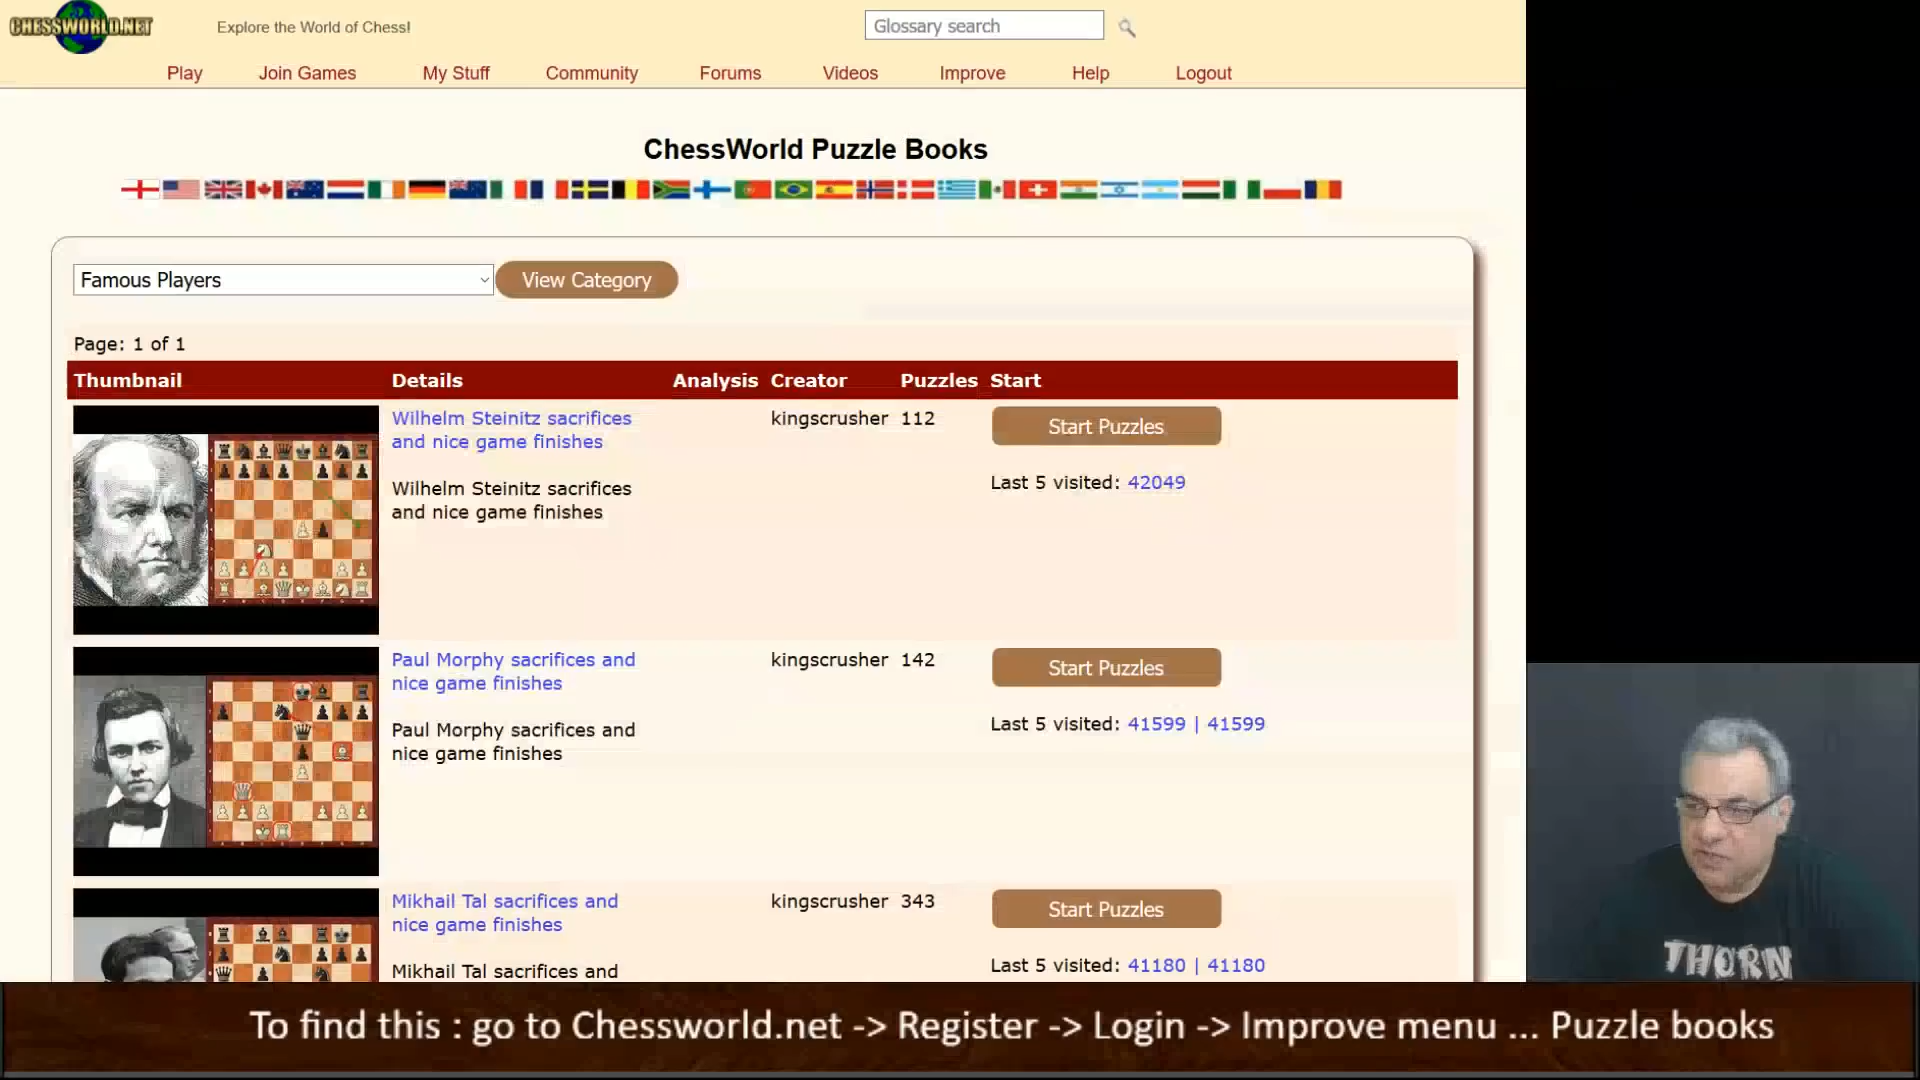 CHESSWORLD.NET
Explore the World of Chess!
Glossary search
Play Join Games My Stuff Community Forums Videos Improve Help Logout
ChessWorld Puzzle Books
Famous Players
View Category
Page: 1 of 1
Thumbnail Details Analysis Creator Puzzles Start
Wilhelm Steinitz sacrifices
and nice game finishes
kingscrusher 112
Start Puzzles
Wilhelm Steinitz sacrifices
and nice game finishes
Last 5 visited: 42049
Paul Morphy sacrifices and
nice game finishes
kingscrusher 142
Start Puzzles
Paul Morphy sacrifices and
nice game finishes
Last 5 visited: 41599 | 41599
Mikhail Tal sacrifices and
nice game finishes
kingscrusher 343
Start Puzzles
Mikhail Tal sacrifices and
Last 5 visited: 41180 | 41180
THORN
To find this : go to Chessworld.net -> Register -> Login -> Improve menu ... Puzzle books